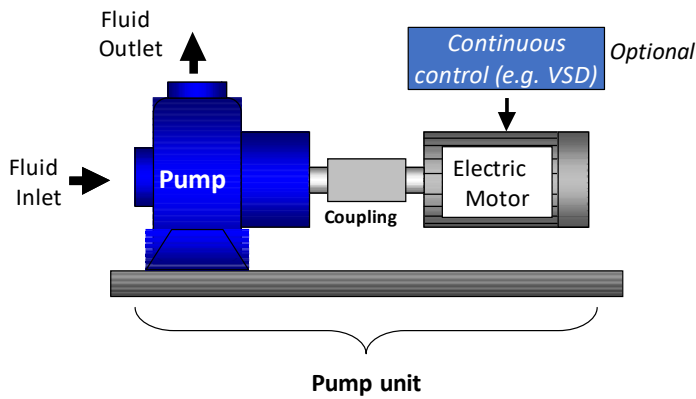 Fluid
Outlet
Continuous
control (e.g. VSD)
Optional
Fluid
Inlet
Pump
Electric
Motor
Coupling
Pump unit